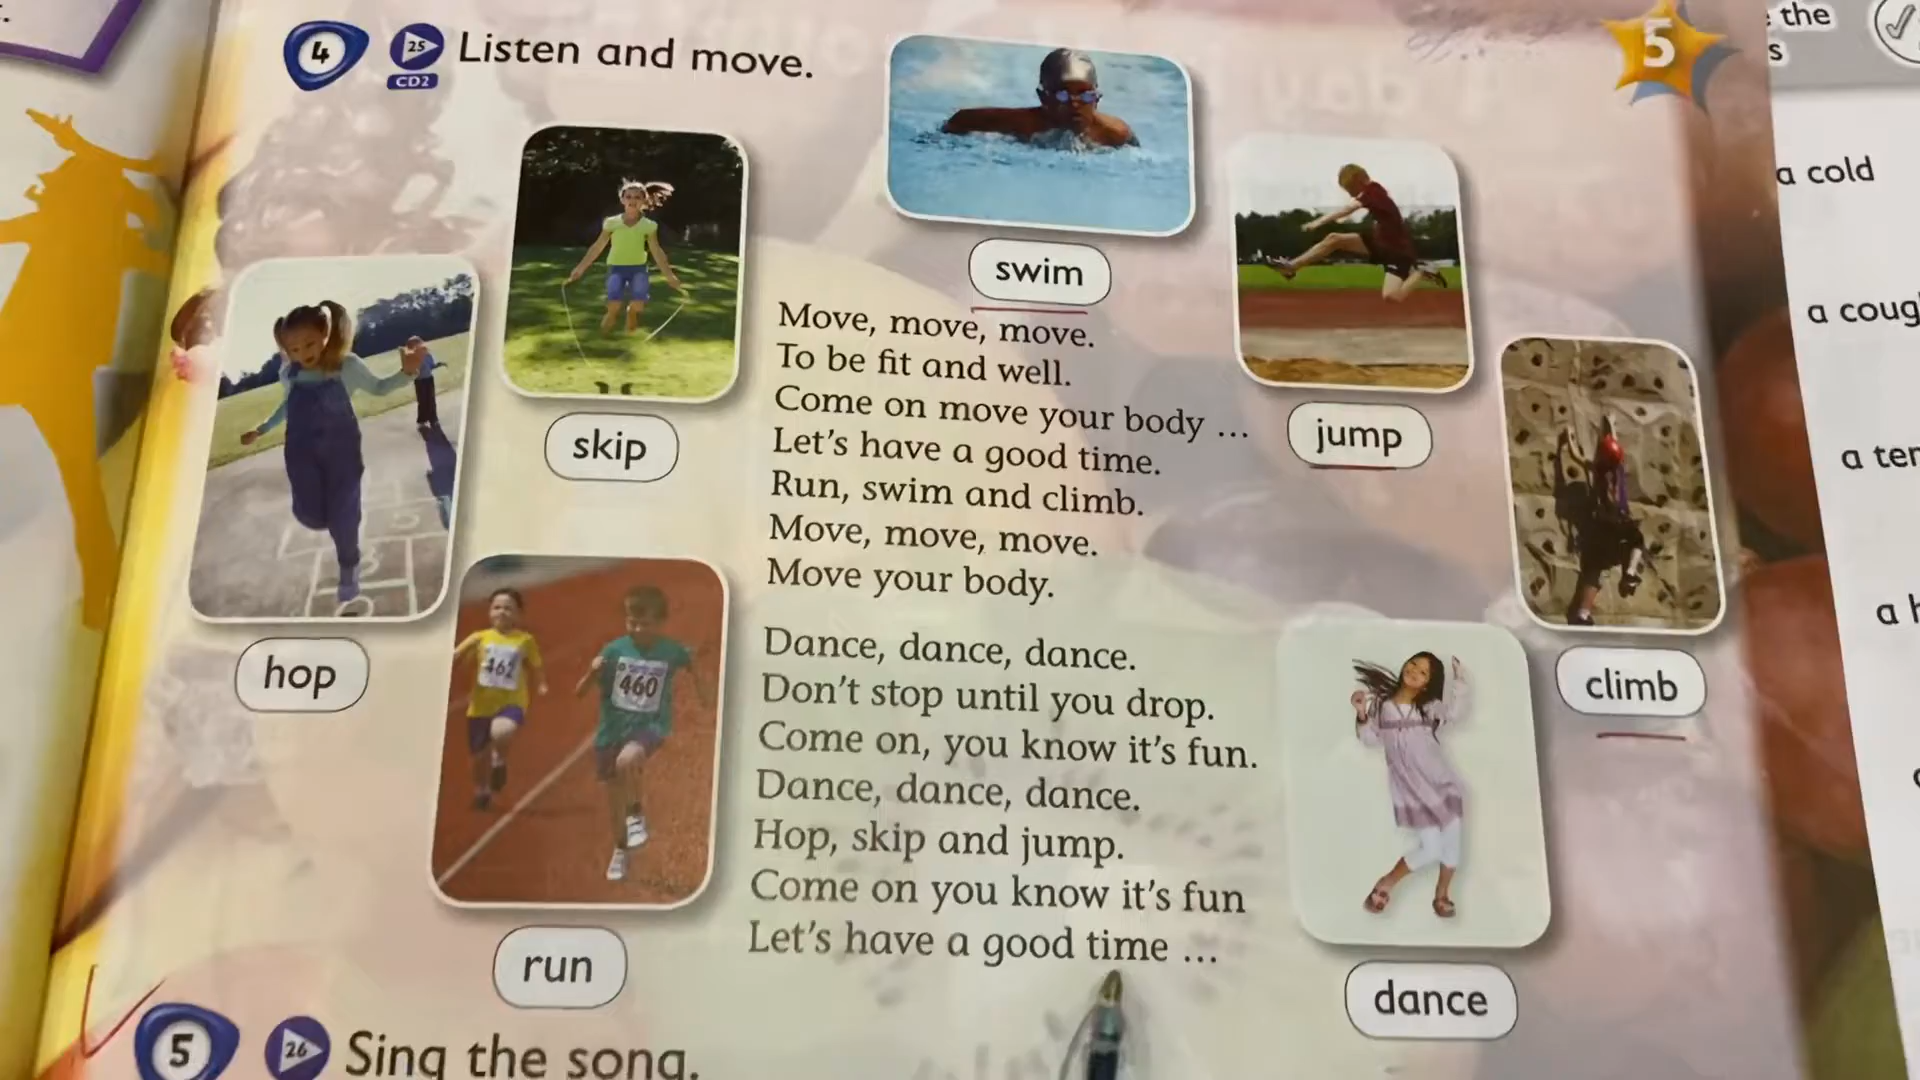 4 25 CD2 Listen and move.
5
swim
skip
jump
hop
climb
run
dance
Move, move, move.
To be fit and well.
Come on move your body ...
Let's have a good time.
Run, swim and climb.
Move, move, move.
Move your body.
Dance, dance, dance.
Don't stop until you drop.
Come on, you know it's fun.
Dance, dance, dance.
Hop, skip and jump.
Come on you know it's fun
Let's have a good time ...
462
460
5 26 Sing the song.
the
a cold
a
a
a